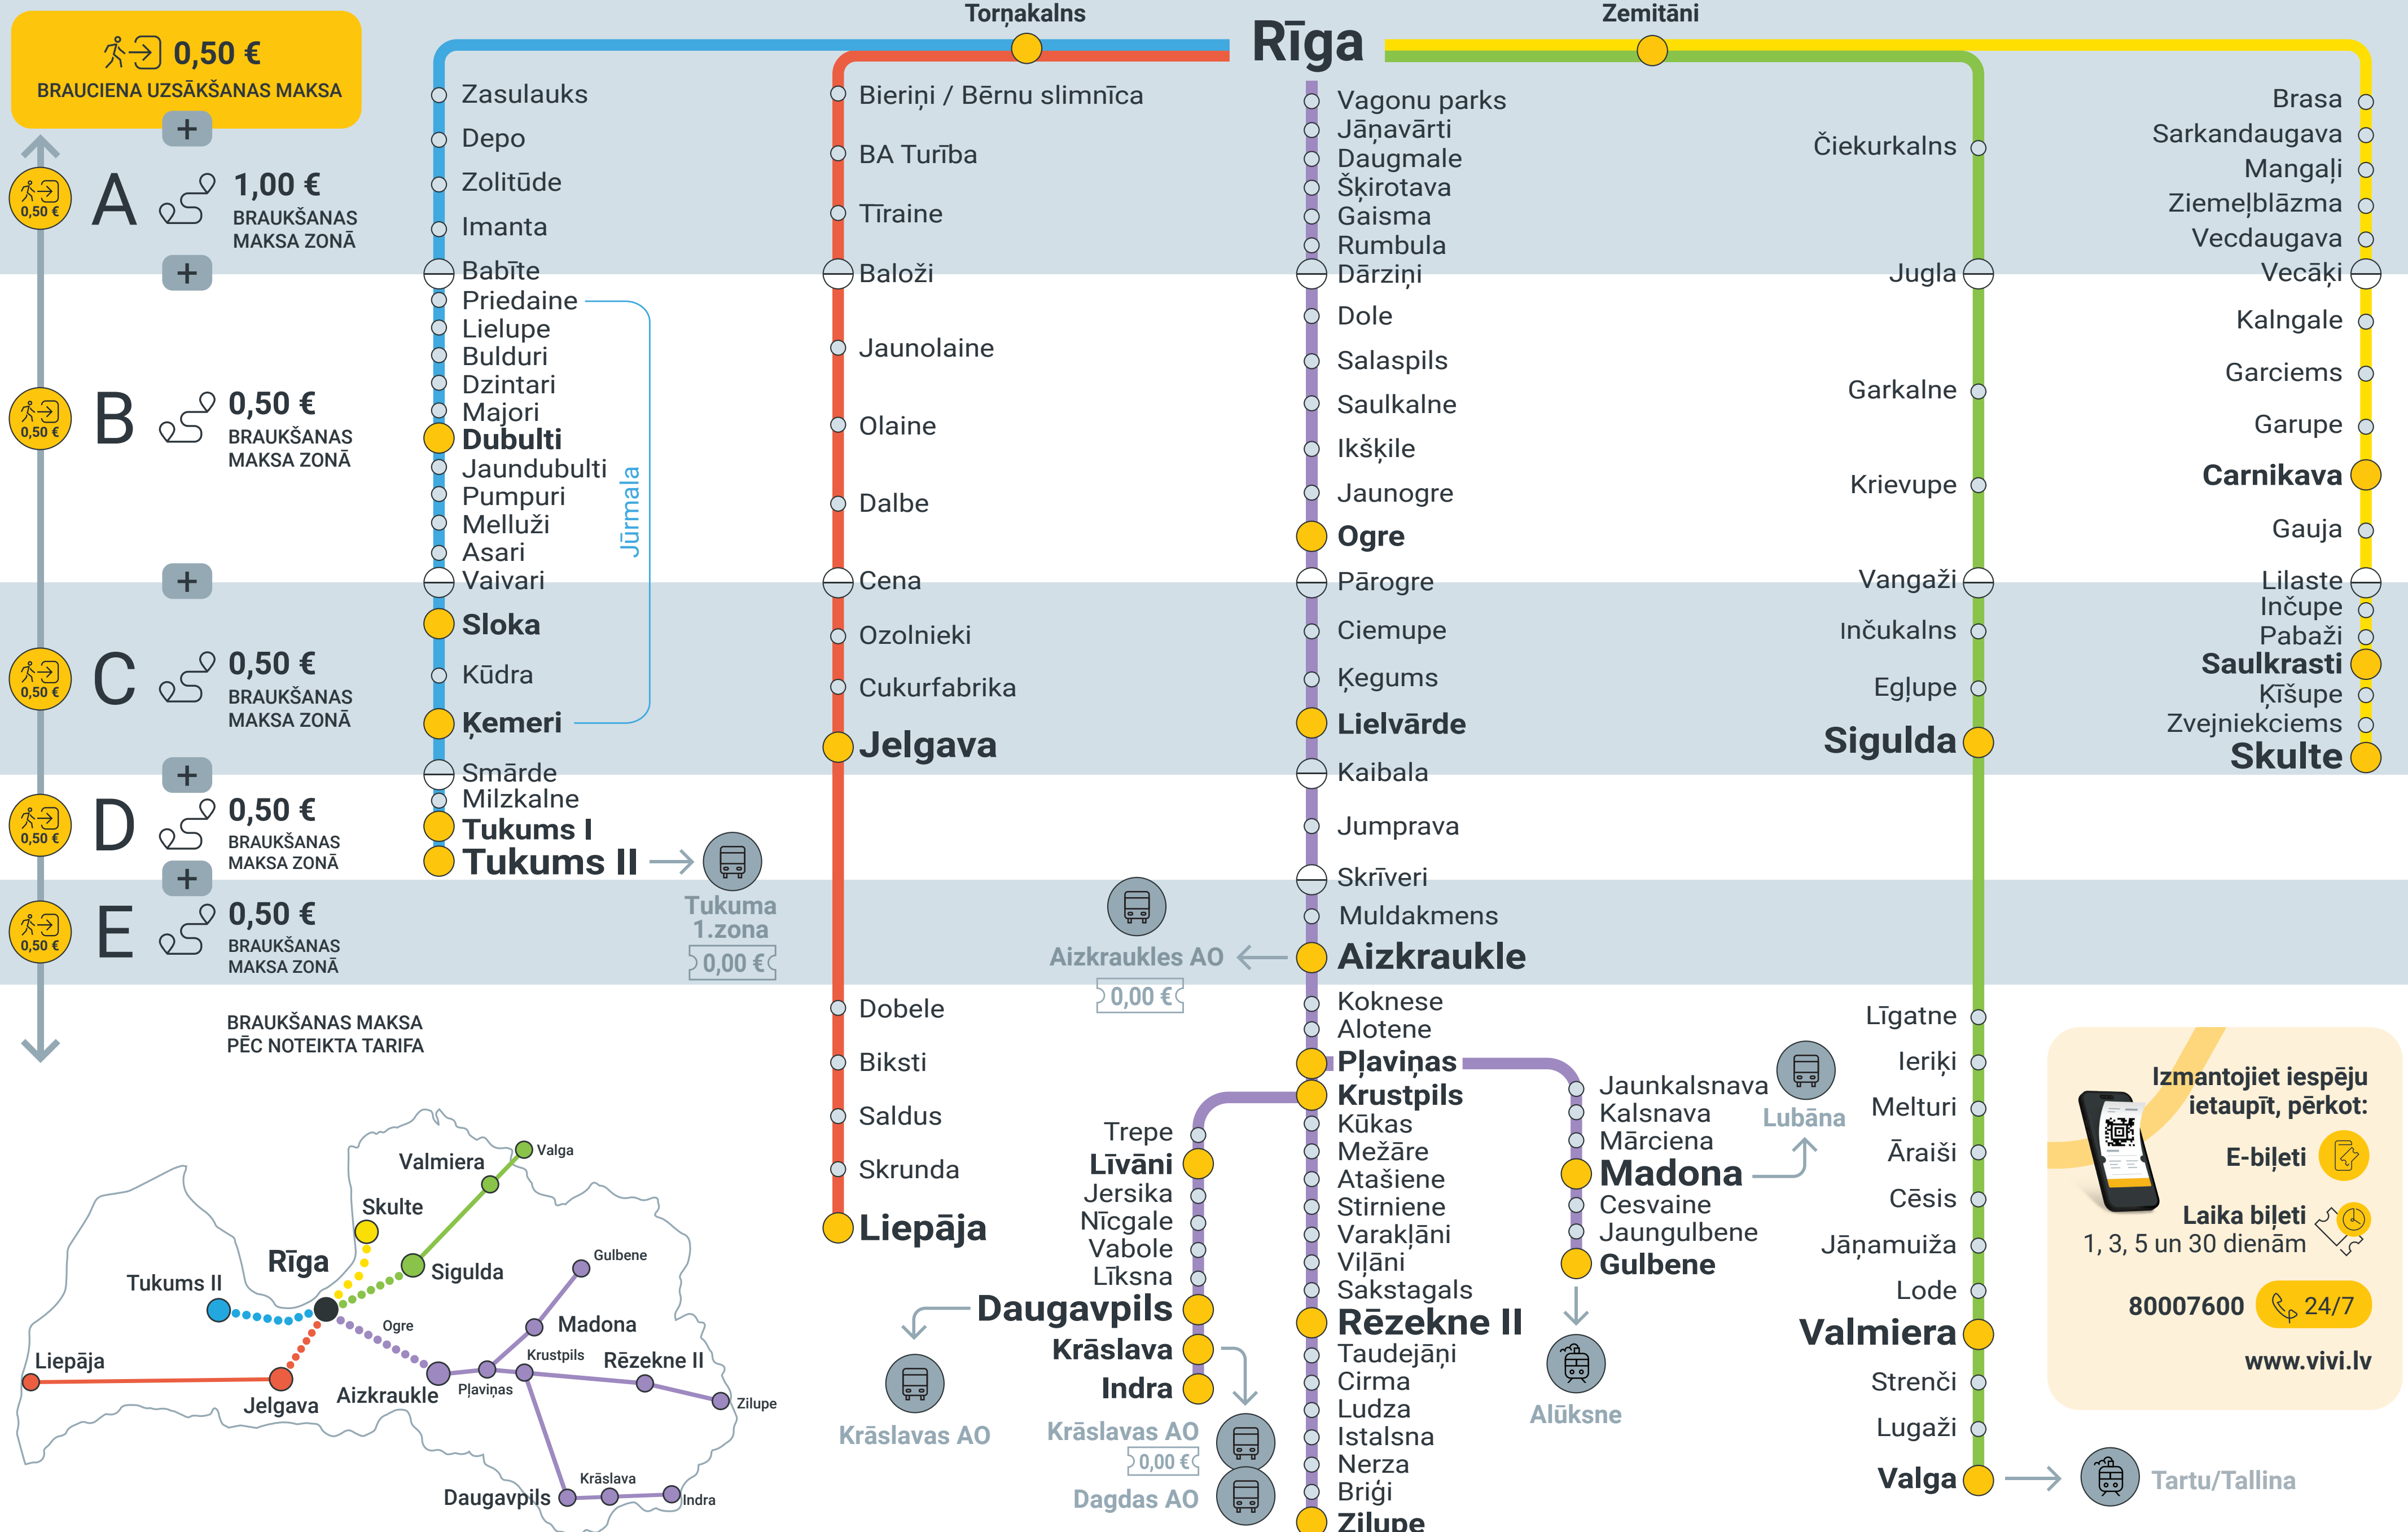 Torņakalns
Rīga
Zemitāni
0,50 €
BRAUCIENA UZSĀKŠANAS MAKSA
+
0,50 €
A
1,00 €
BRAUKŠANAS
MAKSA ZONĀ
+
0,50 €
B
0,50 €
BRAUKŠANAS
MAKSA ZONĀ
+
0,50 €
C
0,50 €
BRAUKŠANAS
MAKSA ZONĀ
+
0,50 €
D
0,50 €
BRAUKŠANAS
MAKSA ZONĀ
+
0,50 €
E
0,50 €
BRAUKŠANAS
MAKSA ZONĀ
BRAUKŠANAS MAKSA
PĒC NOTEIKTA TARIFA
Zasulauks
Depo
Zolitūde
Imanta
Babīte
Priedaine
Lielupe
Bulduri
Dzintari
Majori
Dubulti
Jaundubulti
Pumpuri
Melluži
Asari
Vaivari
Sloka
Kūdra
Ķemeri
Jūrmala
Smārde
Milzkalne
Tukums I
Tukums II
Tukuma
1.zona
0,00 €
Bieriņi / Bērnu slimnīca
BA Turība
Tīraine
Baloži
Jaunolaine
Olaine
Dalbe
Cena
Ozolnieki
Cukurfabrika
Jelgava
Dobele
Biksti
Saldus
Skrunda
Liepāja
Vagonu parks
Jāņavārti
Daugmale
Šķirotava
Gaisma
Rumbula
Dārziņi
Dole
Salaspils
Saulkalne
Ikšķile
Jaunogre
Ogre
Pārogre
Ciemupe
Ķegums
Lielvārde
Kaibala
Jumprava
Skrīveri
Muldakmens
Aizkraukle
Aizkraukles AO
0,00 €
Koknese
Alotene
Pļaviņas
Krustpils
Kūkas
Mežāre
Atašiene
Stirniene
Varakļāni
Viļāni
Sakstagals
Rēzekne II
Taudejāņi
Cirma
Ludza
Istalsna
Nerza
Briģi
Zilupe
Trepe
Līvāni
Jersika
Nīcgale
Vabole
Līksna
Daugavpils
Krāslava
Indra
Krāslavas AO
Krāslavas AO
0,00 €
Dagdas AO
Jaunkalsnava
Kalsnava
Mārciena
Madona
Cesvaine
Jaungulbene
Gulbene
Lubāna
Alūksne
Čiekurkalns
Jugla
Garkalne
Krievupe
Vangaži
Inčukalns
Egļupe
Sigulda
Līgatne
Ieriķi
Melturi
Āraiši
Cēsis
Jāņamuiža
Lode
Valmiera
Strenči
Lugaži
Valga
Tartu/Tallina
Brasa
Sarkandaugava
Mangaļi
Ziemeļblāzma
Vecdaugava
Vecāķi
Kalngale
Garciems
Garupe
Carnikava
Gauja
Lilaste
Inčupe
Pabaži
Saulkrasti
Ķīšupe
Zvejniekciems
Skulte
Izmantojiet iespēju
ietaupīt, pērkot:
E-biļeti
Laika biļeti
1, 3, 5 un 30 dienām
80007600
24/7
www.vivi.lv
Valga
Valmiera
Skulte
Rīga
Sigulda
Gulbene
Tukums II
Ogre
Madona
Krustpils
Rēzekne II
Liepāja
Jelgava
Aizkraukle
Pļaviņas
Zilupe
Krāslava
Daugavpils
Indra